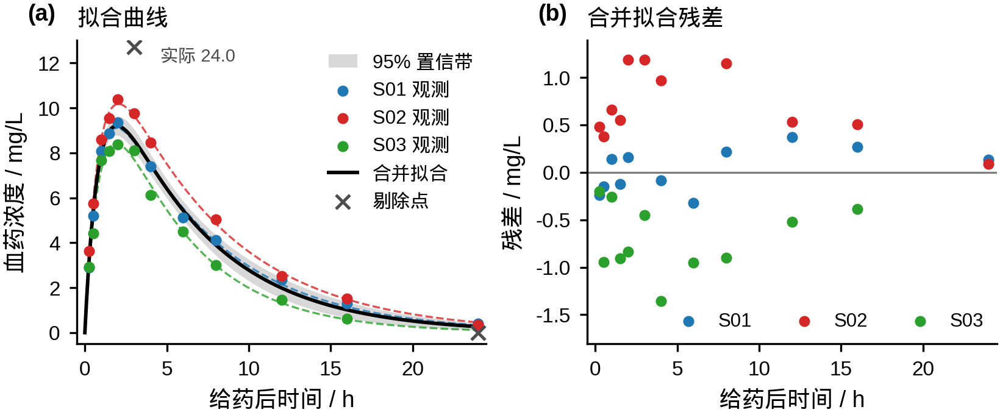 (a) 拟合曲线
实际 24.0
95% 置信带
S01 观测
S02 观测
S03 观测
合并拟合
剔除点
血药浓度 / mg/L
12
10
8
6
4
2
0
0 5 10 15 20
给药后时间 / h
(b) 合并拟合残差
残差 / mg/L
1.0
0.5
0.0
-0.5
-1.0
-1.5
S01 S02 S03
0 5 10 15 20
给药后时间 / h